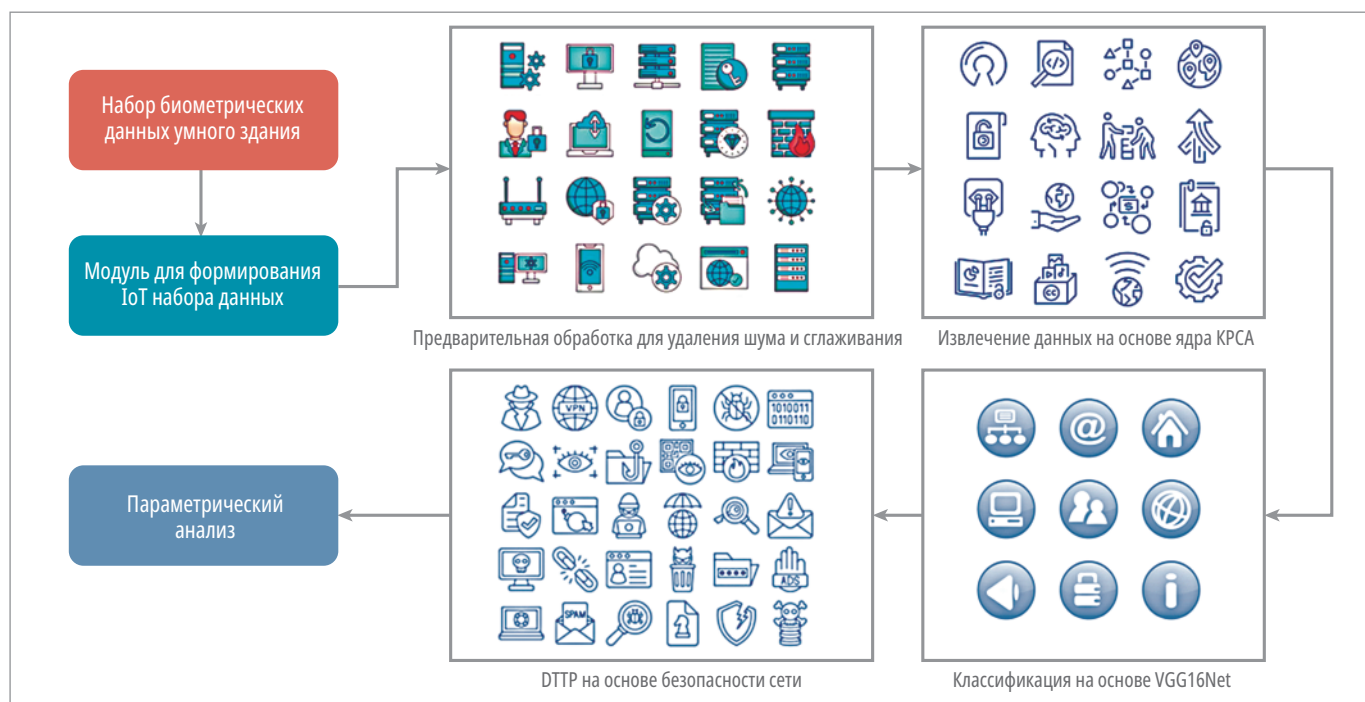 Набор биометрических
данных умного здания
Модуль для формирования
IoT набора данных
Предварительная обработка для удаления шума и сглаживания
</>
Извлечение данных на основе ядра КРСА
CC
@
i
Классификация на основе VGG16Net
VPN
1010011
0110110
ADS
SPAM
DTTP на основе безопасности сети
Параметрический
анализ